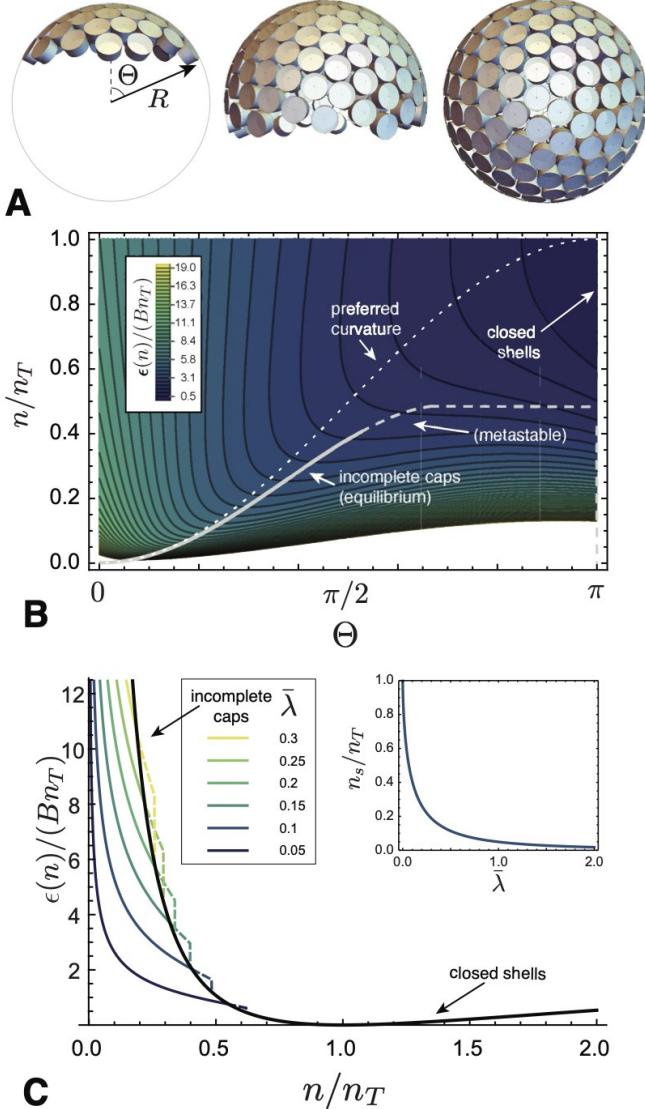 Θ
R
A
1.0
0.8
0.6
0.4
0.2
0.0
n/n_T
ϵ(n)/(Bn_T)
19.0
16.3
13.7
11.1
8.4
5.8
3.1
0.5
preferred
curvature
closed
shells
(metastable)
incomplete caps
(equilibrium)
0
π/2
π
B
Θ
12
10
8
6
4
2
ϵ(n)/(Bn_T)
incomplete
caps
λ̄
0.3
0.25
0.2
0.15
0.1
0.05
1.0
0.8
0.6
0.4
0.2
0.0
n_s/n_T
0.0
1.0
2.0
λ̄
closed shells
0.0
0.5
1.0
1.5
2.0
C
n/n_T